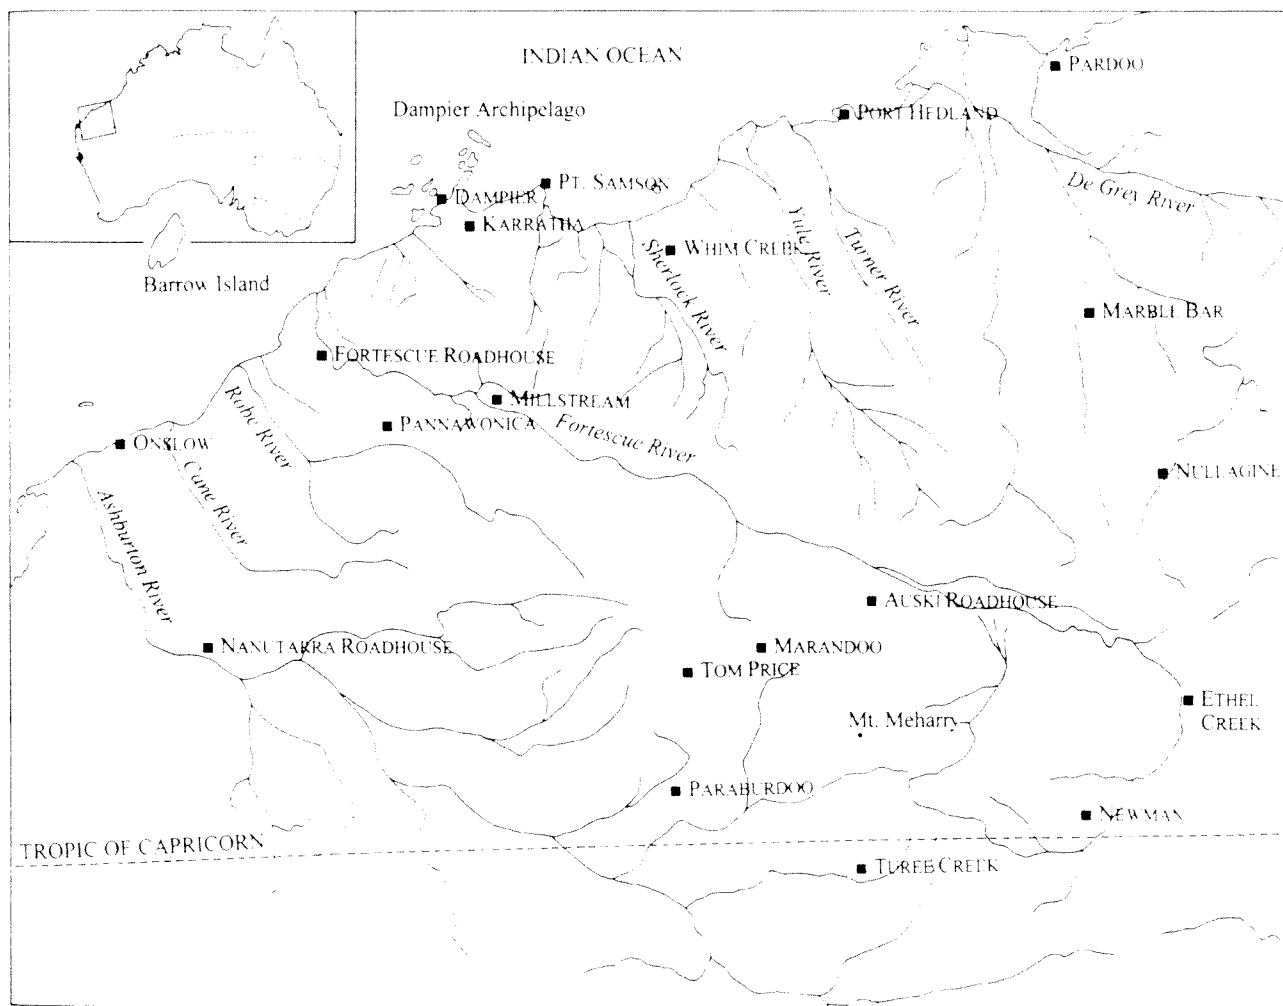 INDIAN OCEAN
PARDOO
Dampier Archipelago
PORT HEDLAND
PT. SAMSON
De Grey River
DAMPIER
KARRATHA
Yule River
Turner River
Sherlock River
WHIM CREEK
Barrow Island
MARBLE BAR
FORTESCUE ROADHOUSE
Robe River
MILLSTREAM
PANNAWONICA
Fortescue River
ONSLOW
Cane River
NULLAGINE
Ashburton River
AUSKI ROADHOUSE
NANUTARRA ROADHOUSE
MARANDOO
TOM PRICE
ETHEL
CREEK
Mt. Meharry
PARABURDOO
NEWMAN
TROPIC OF CAPRICORN
TUREE CREEK